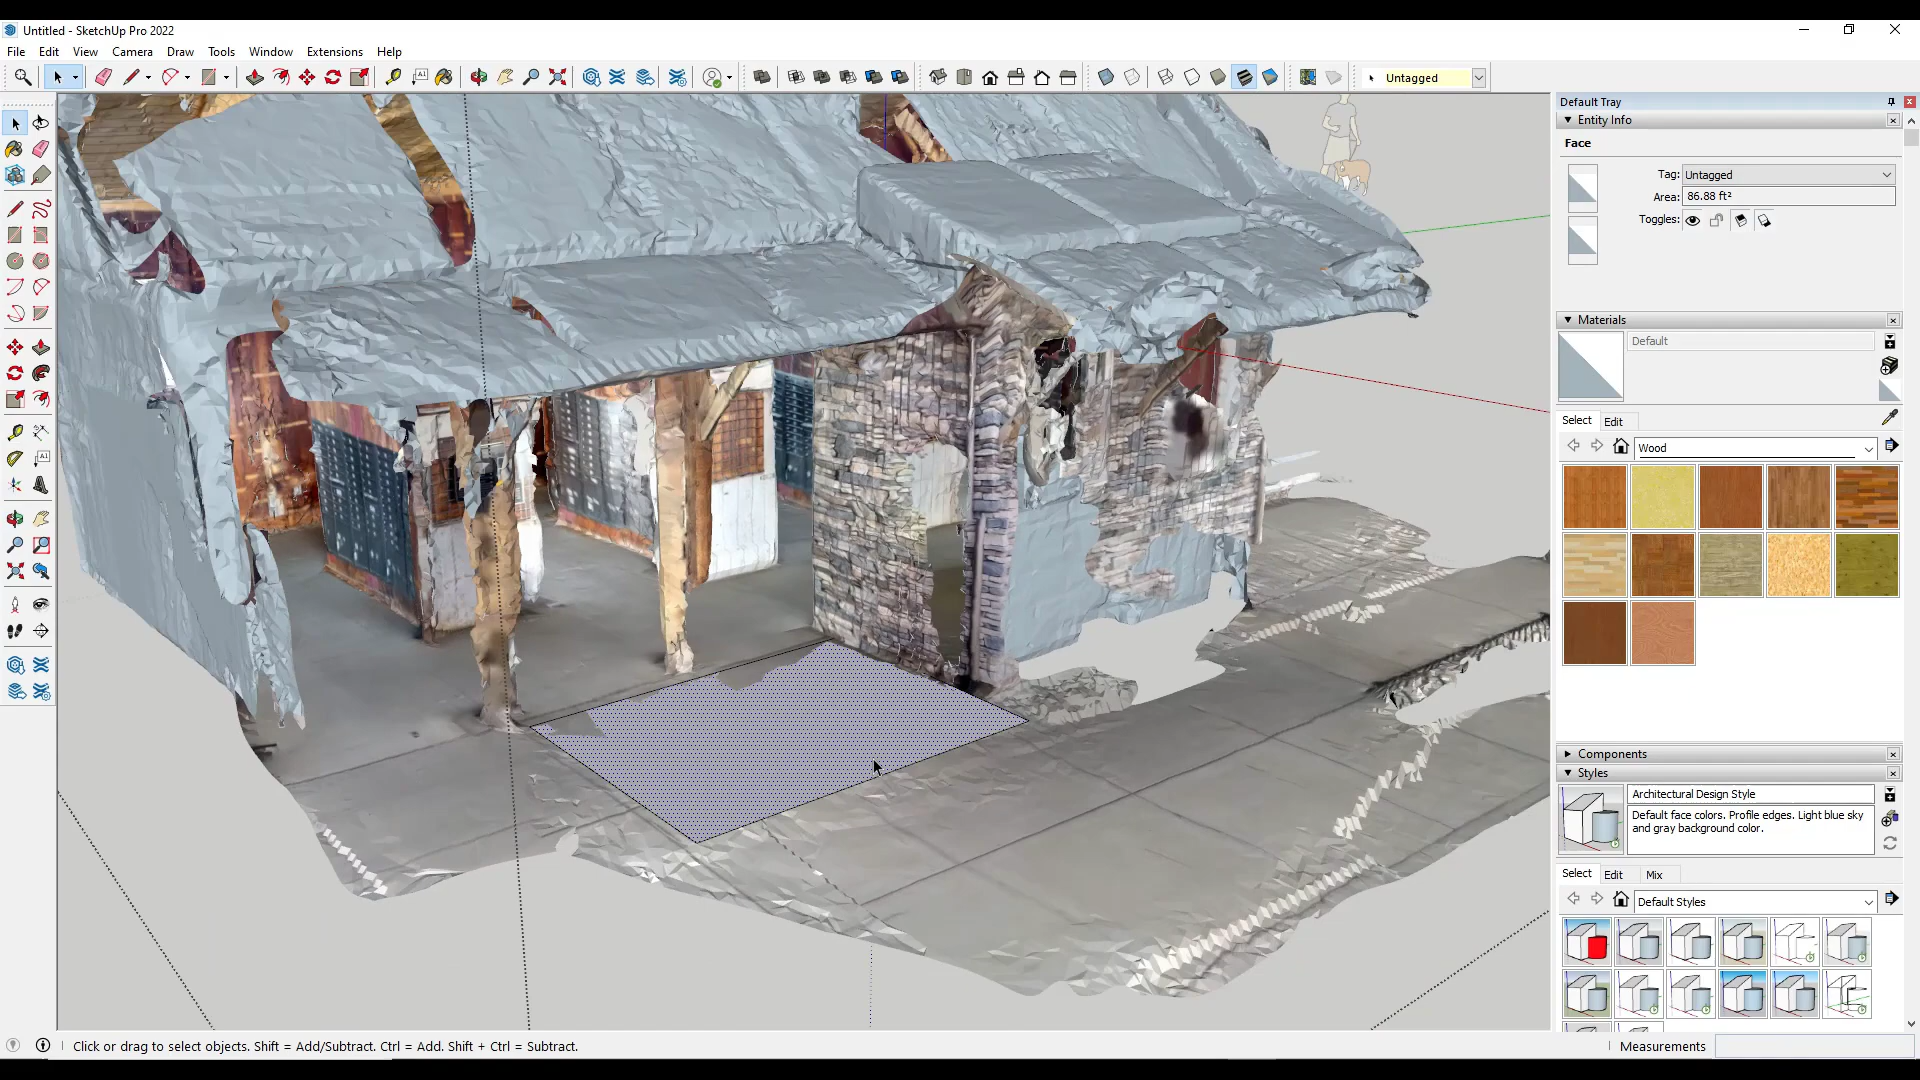 Untitled - SketchUp Pro 2022
File Edit View Camera Draw Tools Window Extensions Help
Untagged
Default Tray
Entity Info
Face
Tag: Untagged
Area: 86.88 ft²
Toggles:
Materials
Default
Select Edit
Wood
Components
Styles
Architectural Design Style
Default face colors. Profile edges. Light blue sky
and gray background color.
Select Edit Mix
Default Styles
Click or drag to select objects. Shift = Add/Subtract. Ctrl = Add. Shift + Ctrl = Subtract.
Measurements